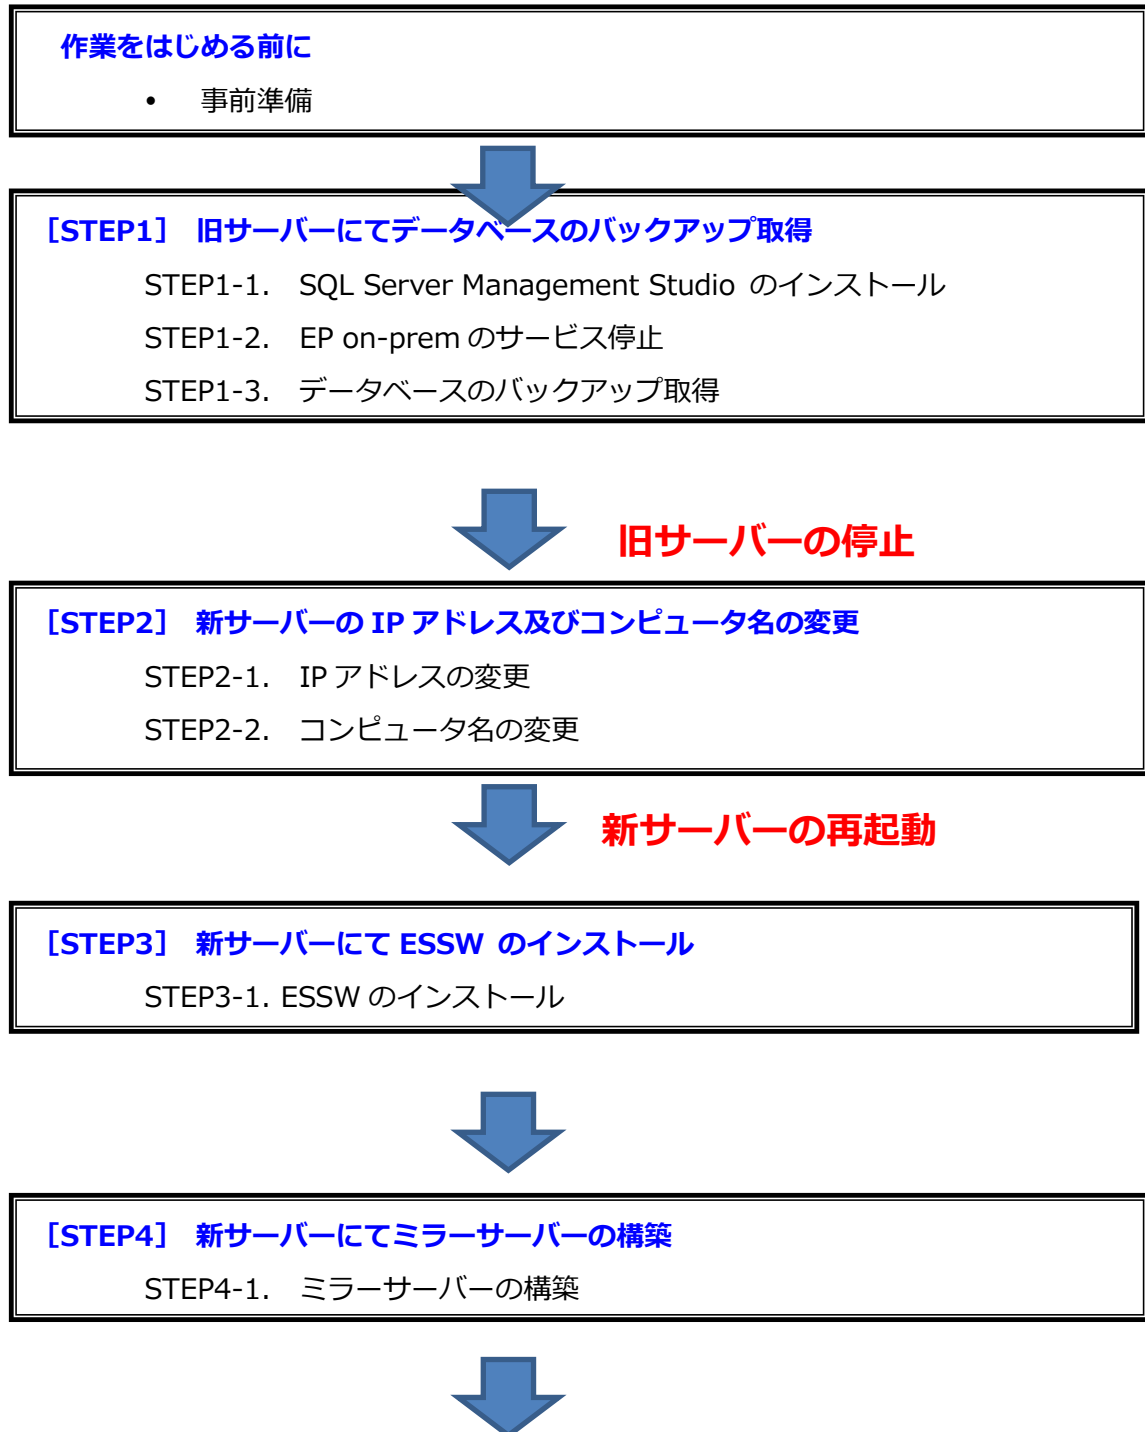 作業をはじめる前に
• 事前準備
[STEP1] 旧サーバーにてデータベースのバックアップ取得
STEP1-1. SQL Server Management Studio のインストール
STEP1-2. EP on-prem のサービス停止
STEP1-3. データベースのバックアップ取得
旧サーバーの停止
[STEP2] 新サーバーの IP アドレス及びコンピュータ名の変更
STEP2-1. IP アドレスの変更
STEP2-2. コンピュータ名の変更
新サーバーの再起動
[STEP3] 新サーバーにて ESSW のインストール
STEP3-1. ESSW のインストール
[STEP4] 新サーバーにてミラーサーバーの構築
STEP4-1. ミラーサーバーの構築